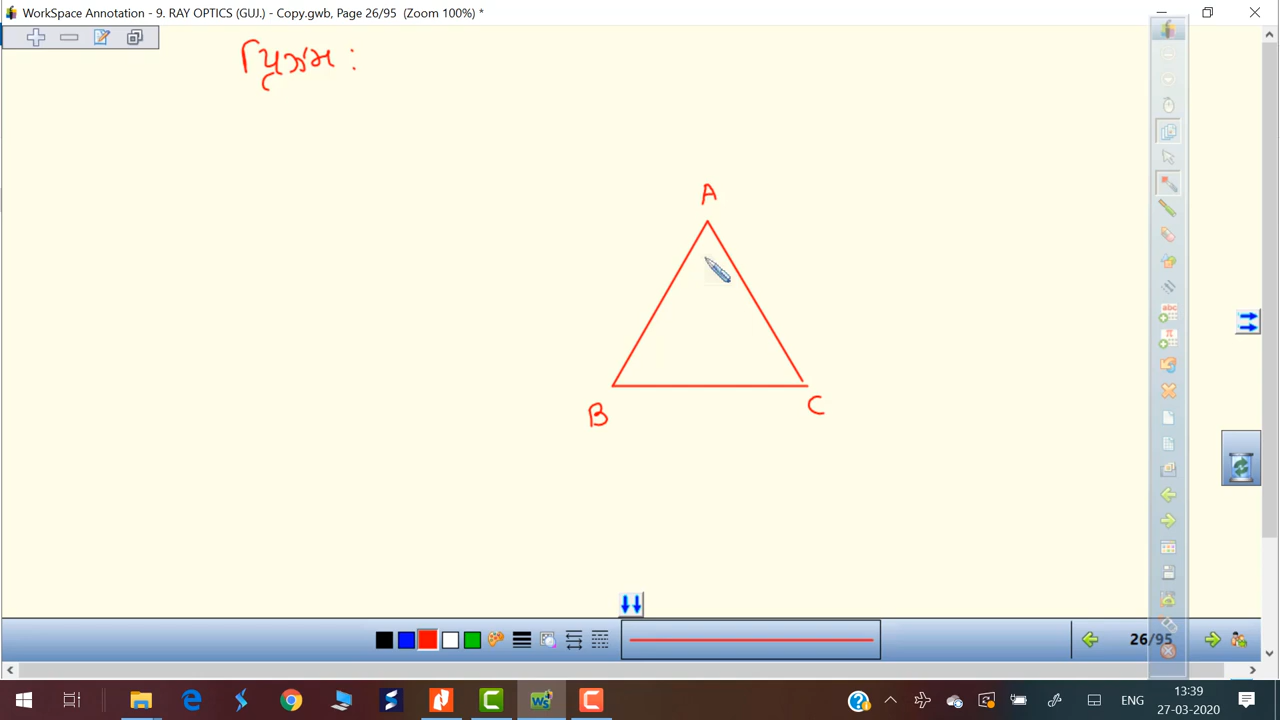 WorkSpace Annotation - 9. RAY OPTICS (GUJ.) - Copy.gwb, Page 26/95 (Zoom 100%) *
A
B
C
abc
π
26/95
ENG
13:39
27-03-2020